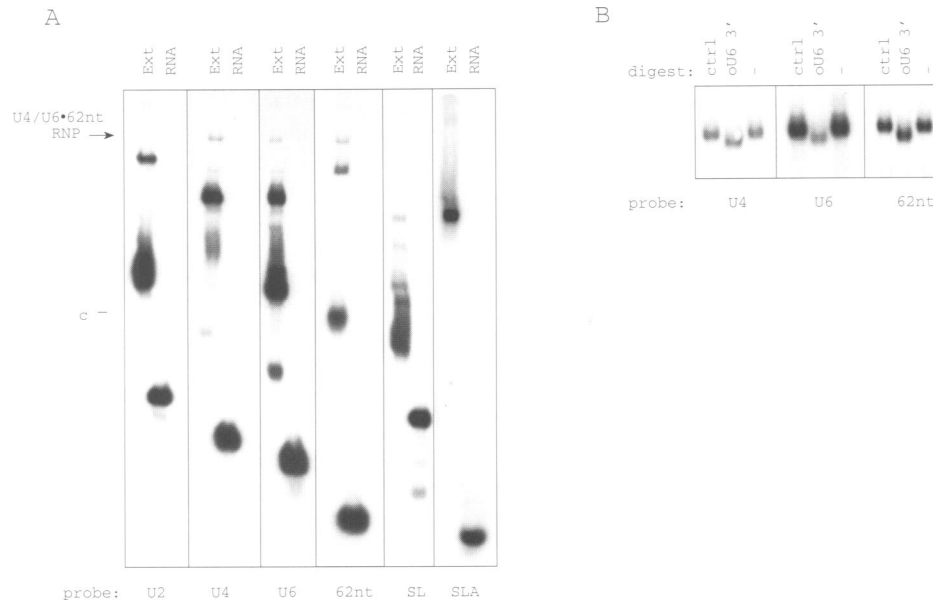 A
Ext RNA Ext RNA Ext RNA Ext RNA Ext RNA Ext RNA
U4/U6•62nt
RNP →
c –
probe: U2 U4 U6 62nt SL SLA
B
digest: ctrl oU6 3′ - ctrl oU6 3′ - ctrl oU6 3′ -
probe: U4 U6 62nt